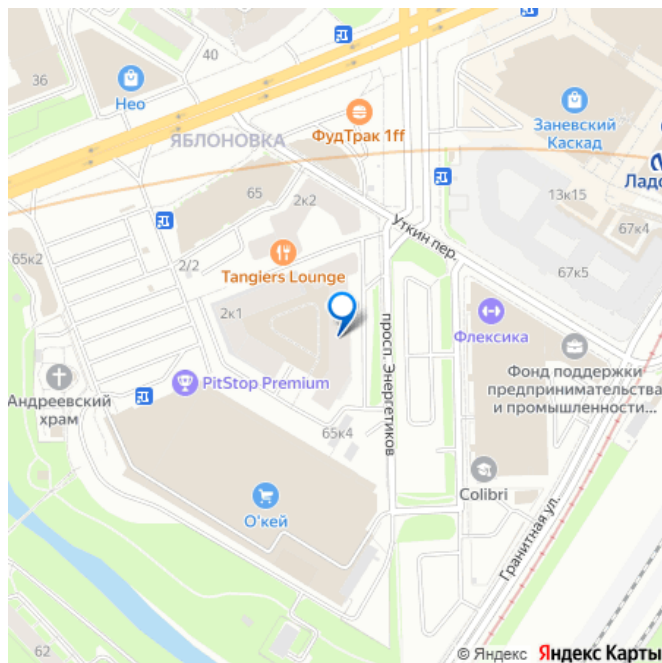 40
36
Нео
ЯБЛОНОВКА
ФудТрак 1ff
Заневский
Каскад
Ладо
65
2к2
13к15
67к4
Уткин пер.
65к2
2/2
Tangiers Lounge
67к5
2к1
Флексика
просп. Энергетиков
Фонд поддержки
предпринимательства
и промышленности...
PitStop Premium
Андреевский
храм
65к4
Colibri
О'кей
Гранитная ул.
62
© Яндекс Яндекс Карты